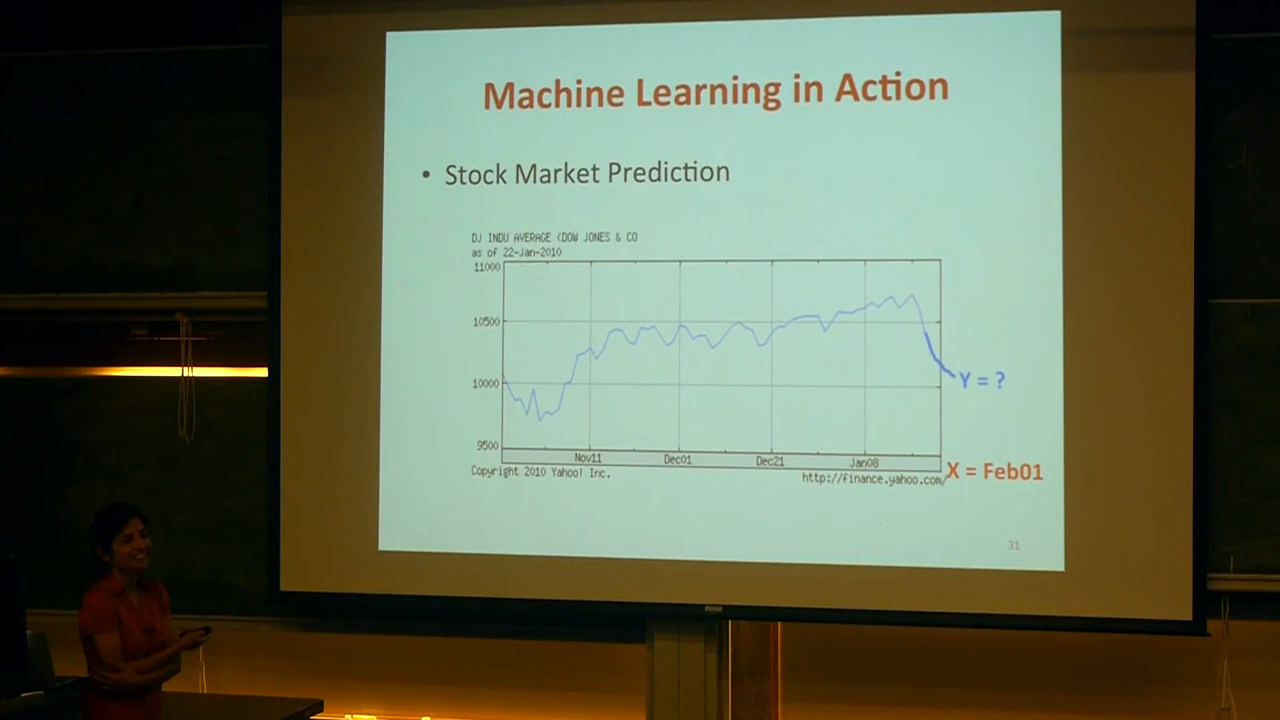 Machine Learning in Action
• Stock Market Prediction
DJ INDU AVERAGE (DOW JONES & CO
as of 22-Jan-2010
11000
10500
10000
9500
Y = ?
Nov11 Dec01 Dec21 Jan08
X = Feb01
Copyright 2010 Yahoo! Inc. http://finance.yahoo.com/
31